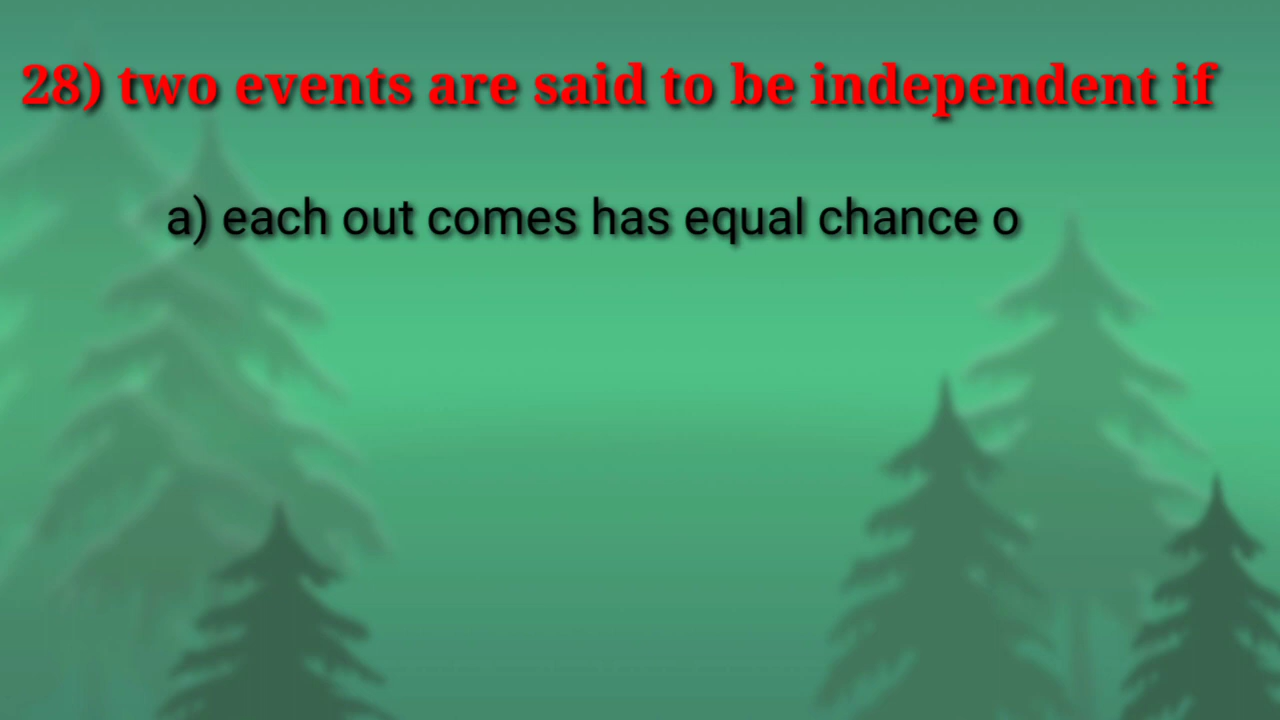 28) two events are said to be independent if
a) each out comes has equal chance o